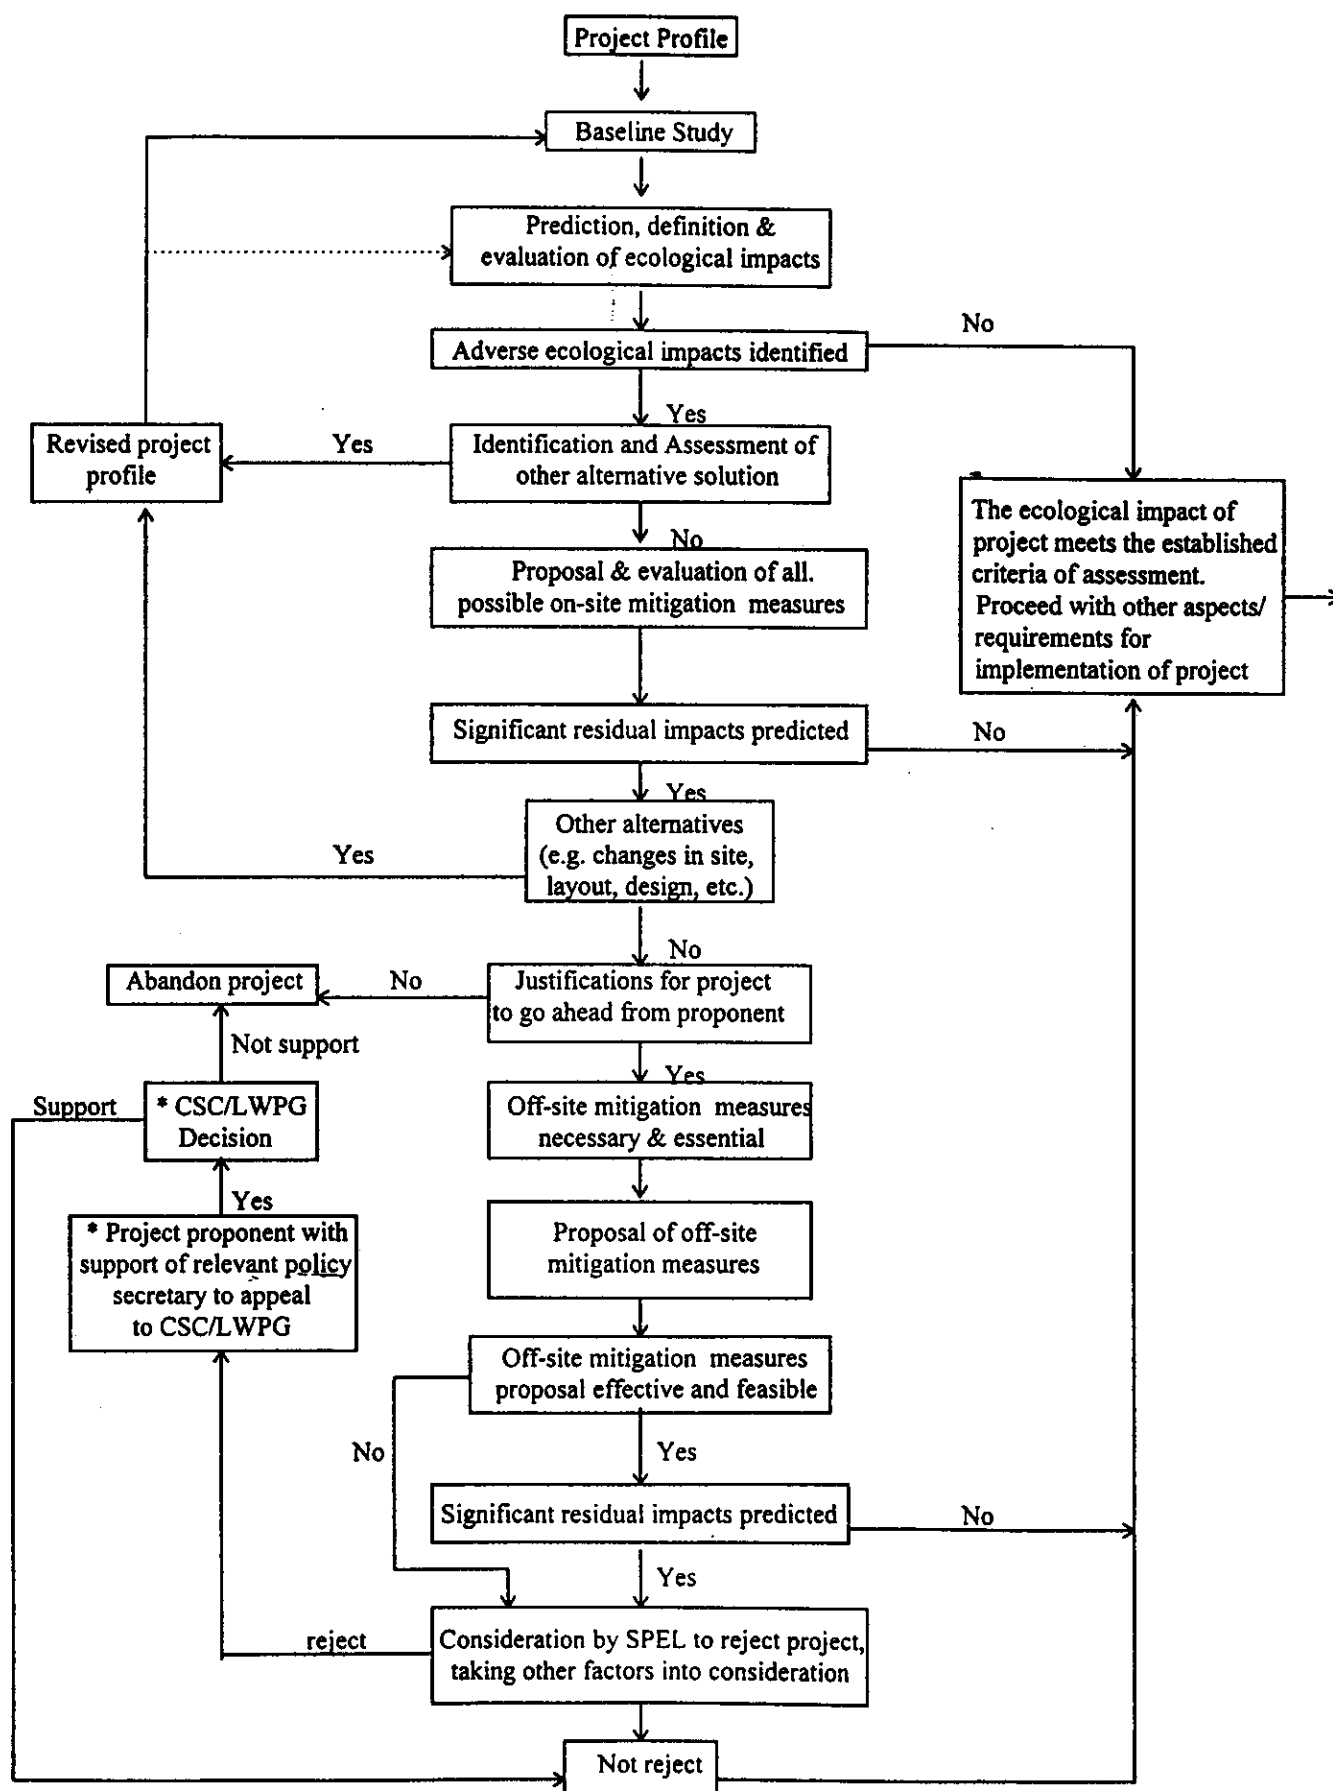 Project Profile
Baseline Study
Prediction, definition &
evaluation of ecological impacts
No
Adverse ecological impacts identified
Yes
Revised project
profile
Yes
Identification and Assessment of
other alternative solution
The ecological impact of
project meets the established
criteria of assessment.
Proceed with other aspects/
requirements for
implementation of project
No
Proposal & evaluation of all.
possible on-site mitigation measures
Significant residual impacts predicted
No
Yes
Other alternatives
(e.g. changes in site,
layout, design, etc.)
Yes
No
Abandon project
No
Justifications for project
to go ahead from proponent
Not support
Yes
Support
* CSC/LWPG
Decision
Off-site mitigation measures
necessary & essential
Yes
* Project proponent with
support of relevant policy
secretary to appeal
to CSC/LWPG
Proposal of off-site
mitigation measures
Off-site mitigation measures
proposal effective and feasible
No
Yes
Significant residual impacts predicted
No
Yes
reject
Consideration by SPEL to reject project,
taking other factors into consideration
Not reject